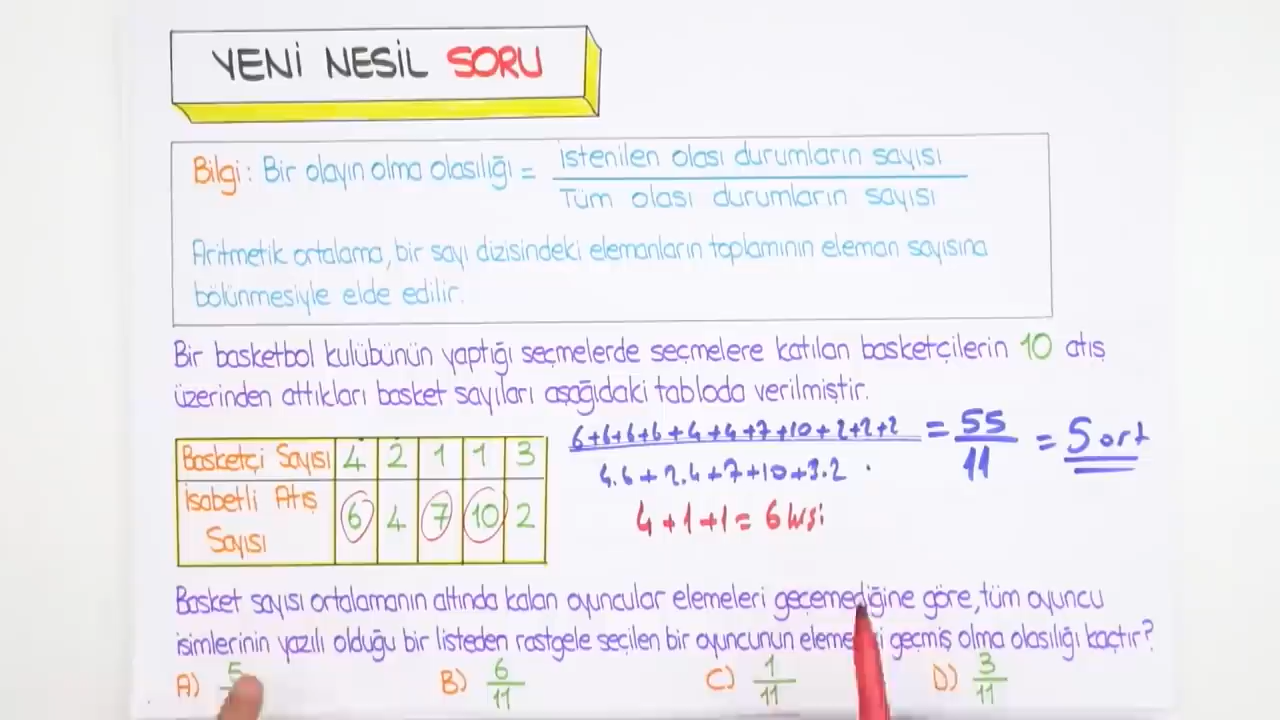 YENİ NESİL SORU
Bilgi: Bir olayın olma olasılığı = İstenilen olası durumların sayısı
Tüm olası durumların sayısı
Aritmetik ortalama, bir sayı dizisindeki elemanların toplamının eleman sayısına
bölünmesiyle elde edilir.
Bir basketbol kulübünün yaptığı seçmelerde seçmelere katılan basketçilerin 10 atış
üzerinden attıkları basket sayıları aşağıdaki tabloda verilmiştir.
Basketçi Sayısı 4 2 1 1 3
İsabetli Atış
Sayısı 6 4 7 10 2
6+6+6+6+4+4+7+10+2+2+2 = 55 = 5 ort
4.6+2.4+7+10+3.2 11
4+1+1= 6 kişi
Basket sayısı ortalamanın altında kalan oyuncular elemeleri geçemediğine göre, tüm oyuncu
isimlerinin yazılı olduğu bir listeden rastgele seçilen bir oyuncunun geçmiş olma olasılığı kaçtır?
A) 5 B) 6/11 C) 1/11 D) 3/11